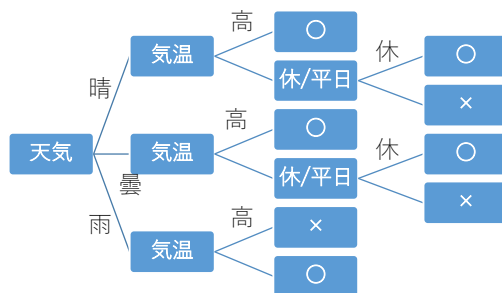 高
気温
○
休
晴
休/平日
○
×
高
天気
気温
○
休
曇
休/平日
○
×
雨
高
気温
×
○